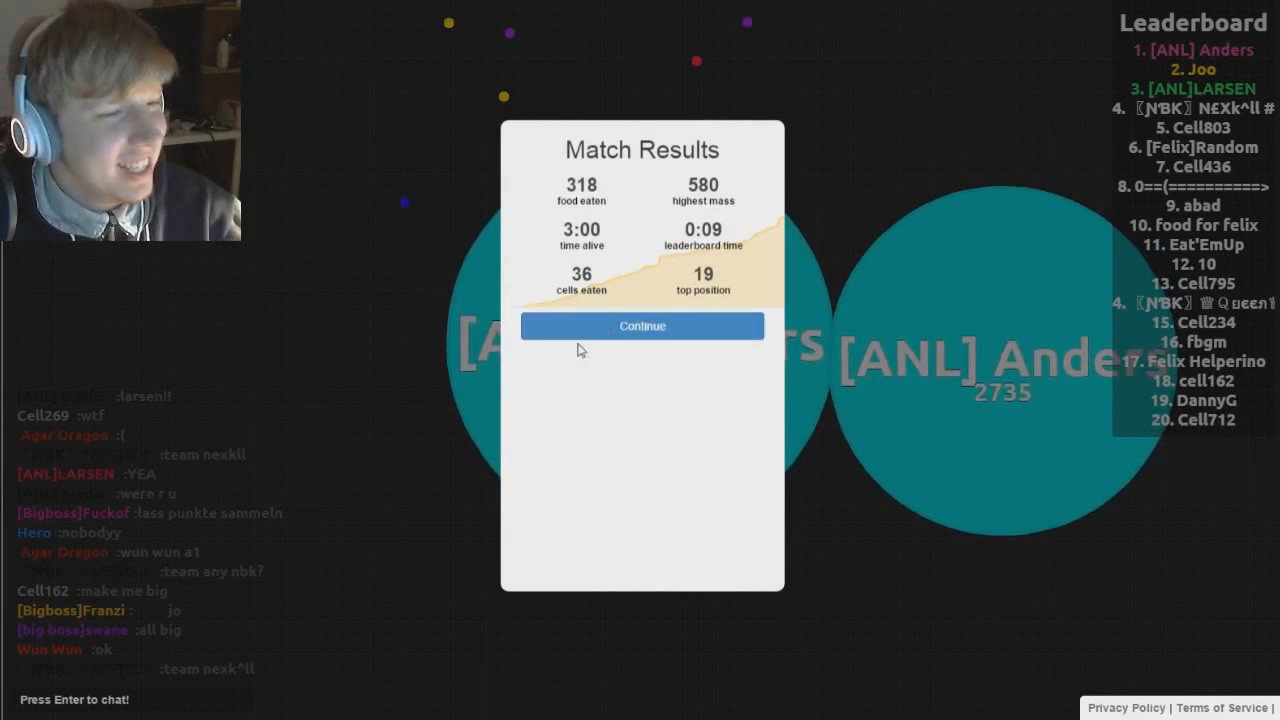 Leaderboard
1. [ANL] Anders
2. Joo
3. [ANL]LARSEN
5. Cell803
6. [Felix]Random
7. Cell436
8. 0==(==========>
9. abad
10. food for felix
11. Eat'EmUp
12. 10
13. Cell795
15. Cell234
16. Fbgm
17. Felix Helperino
18. cell162
19. DannyG
20. Cell712
Match Results
318 580
food eaten highest mass
3:00 0:09
time alive leaderboard time
36 19
cells eaten top position
Continue
[ANL] Anders
2735
:larsen!!
Cell269 :wtf
Agar Dragon :(
:team nexkll
[ANL]LARSEN :YEA
:were r u
[Bigboss]Fuckof :lass punkte sammeln
Hero :nobodyy
Agar Dregon :wun wun a1
:team any nbk?
Cell162 :make me big
[Bigboss]Franzi : jo
[big boss]swane :all big
Wun Wun :ok
:team nexk^ll
Press Enter to chat!
Privacy Policy | Terms of Service |